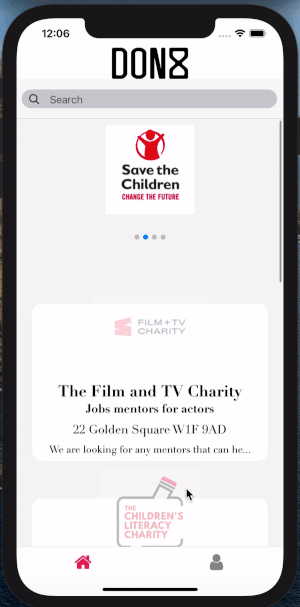 12:06
DON8
Search
Save the
Children
CHANGE THE FUTURE
FILM+TV
CHARITY
The Film and TV Charity
Jobs mentors for actors
22 Golden Square W1F 9AD
We are looking for any mentors that can he...
THE
CHILDREN'S
LITERACY
CHARITY